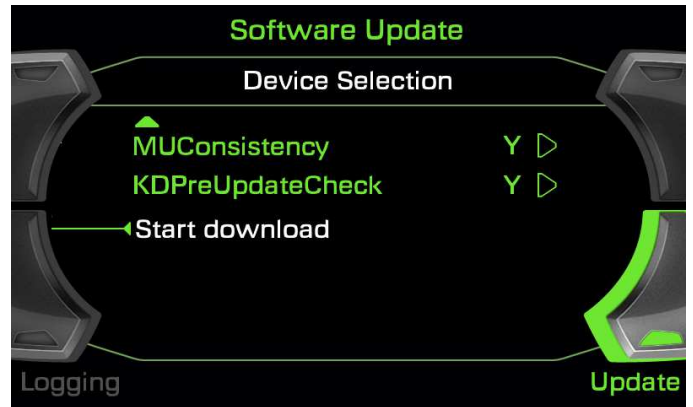 Software Update
Device Selection
MUConsistency Y
KDPreUpdateCheck Y
Start download
Logging Update